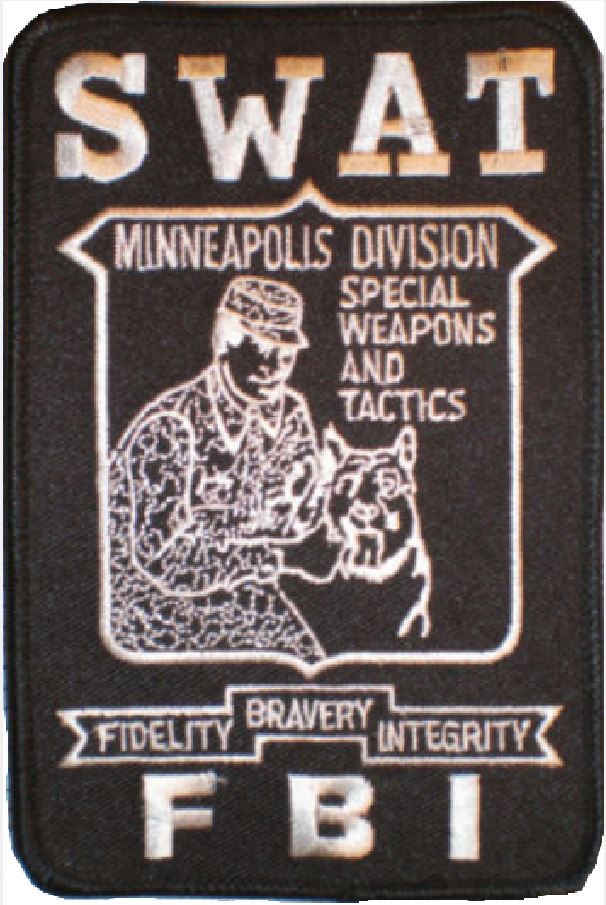 SWAT
MINNEAPOLIS DIVISION
SPECIAL
WEAPONS
AND
TACTICS
FIDELITY BRAVERY INTEGRITY
FBI